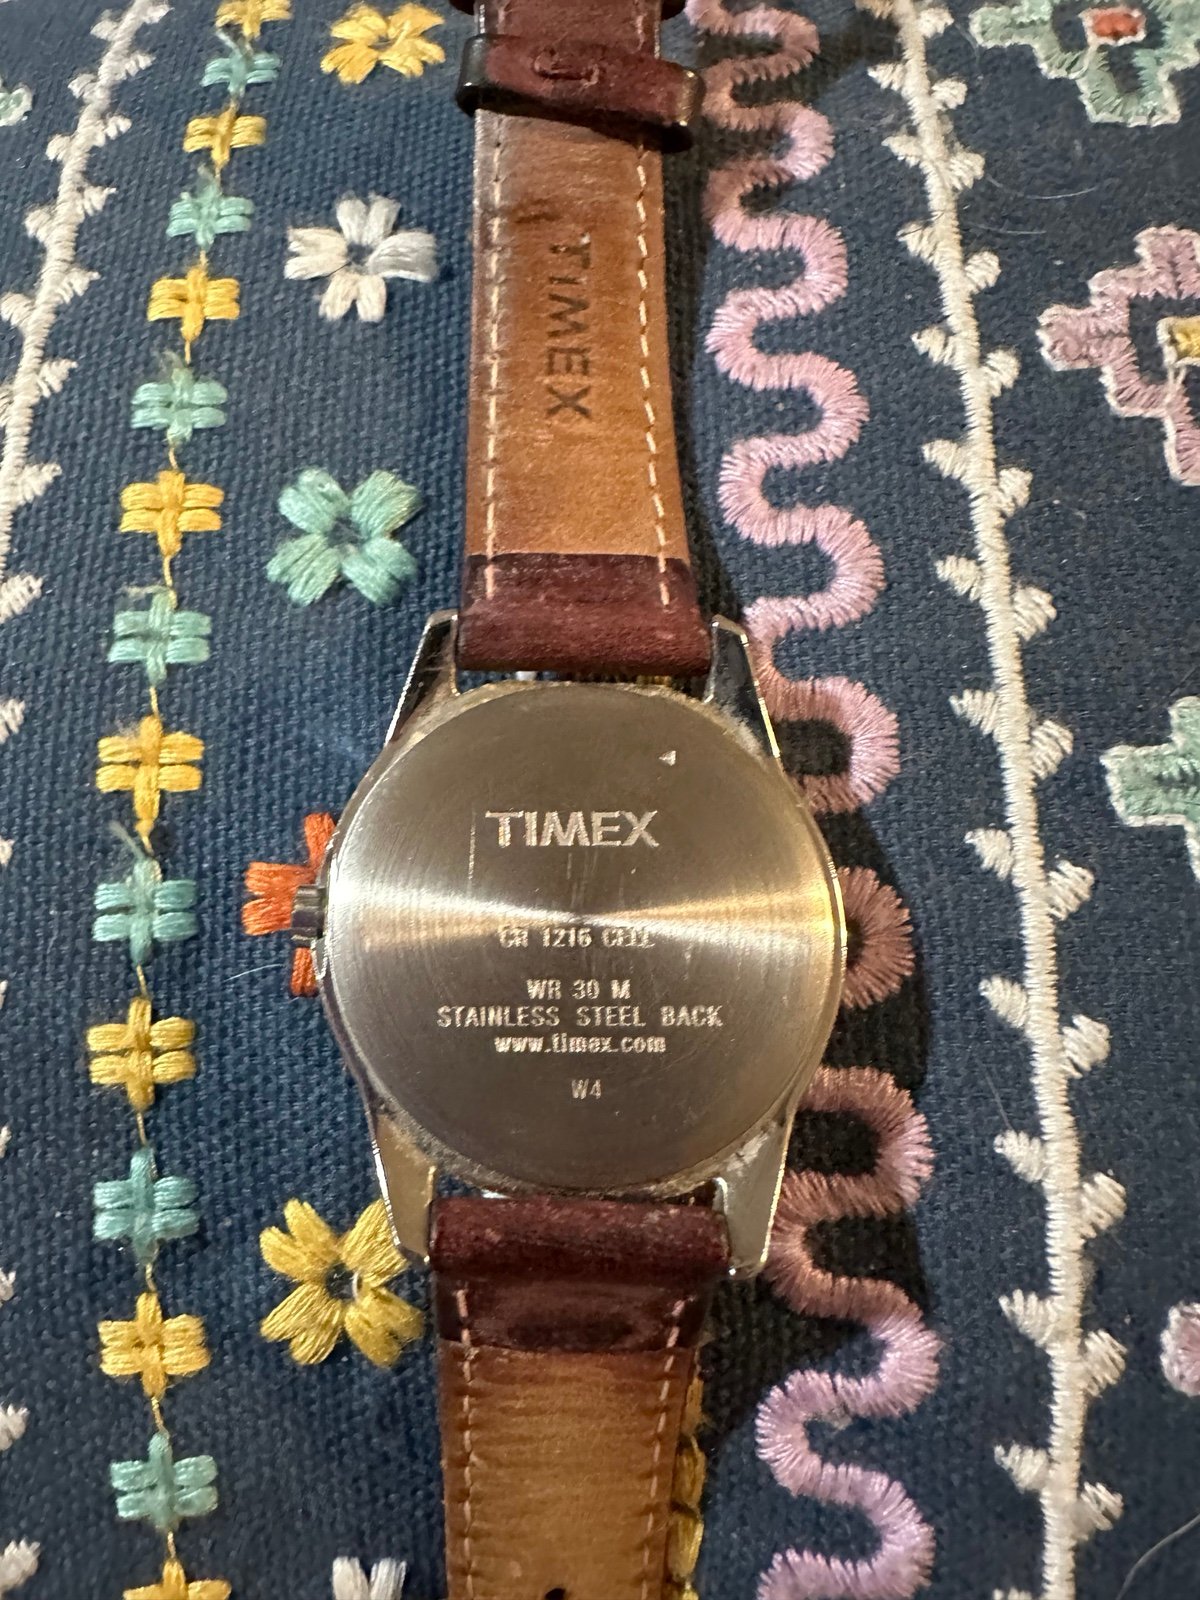 TIMEX
TIMEX
CR 1216 CELL
WR 30 M
STAINLESS STEEL BACK
www.timex.com
W4